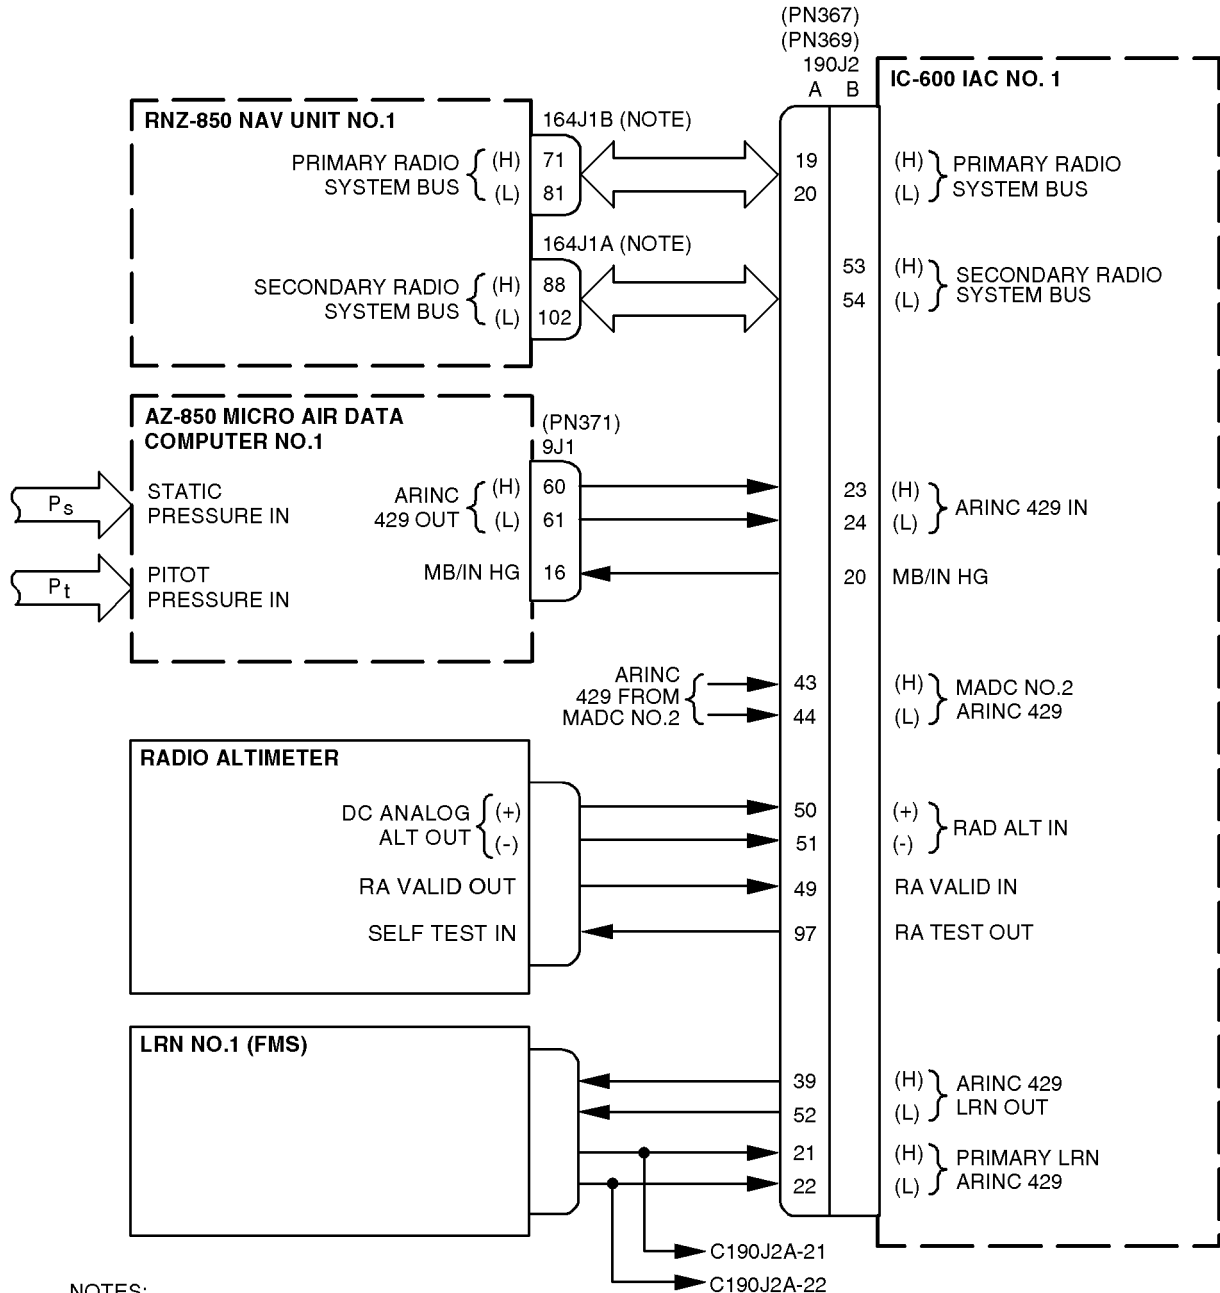 (PN367)
(PN369)
190J2
A B
IC-600 IAC NO. 1
RNZ-850 NAV UNIT NO.1
164J1B (NOTE)
PRIMARY RADIO
SYSTEM BUS
(H) 71
(L) 81
19
20
(H)
(L)
PRIMARY RADIO
SYSTEM BUS
164J1A (NOTE)
SECONDARY RADIO
SYSTEM BUS
(H) 88
(L) 102
53
54
(H)
(L)
SECONDARY RADIO
SYSTEM BUS
AZ-850 MICRO AIR DATA
COMPUTER NO.1
(PN371)
9J1
Ps
STATIC
PRESSURE IN
ARINC
429 OUT
(H) 60
(L) 61
23
24
(H)
(L)
ARINC 429 IN
Pt
PITOT
PRESSURE IN
MB/IN HG 16
20 MB/IN HG
ARINC
429 FROM
MADC NO.2
43
44
(H)
(L)
MADC NO.2
ARINC 429
RADIO ALTIMETER
DC ANALOG
ALT OUT
(+)
(-)
50
51
(+)
(-)
RAD ALT IN
RA VALID OUT
49 RA VALID IN
SELF TEST IN
97 RA TEST OUT
LRN NO.1 (FMS)
39
52
(H)
(L)
ARINC 429
LRN OUT
21
22
(H)
(L)
PRIMARY LRN
ARINC 429
C190J2A-21
C190J2A-22
NOTES: